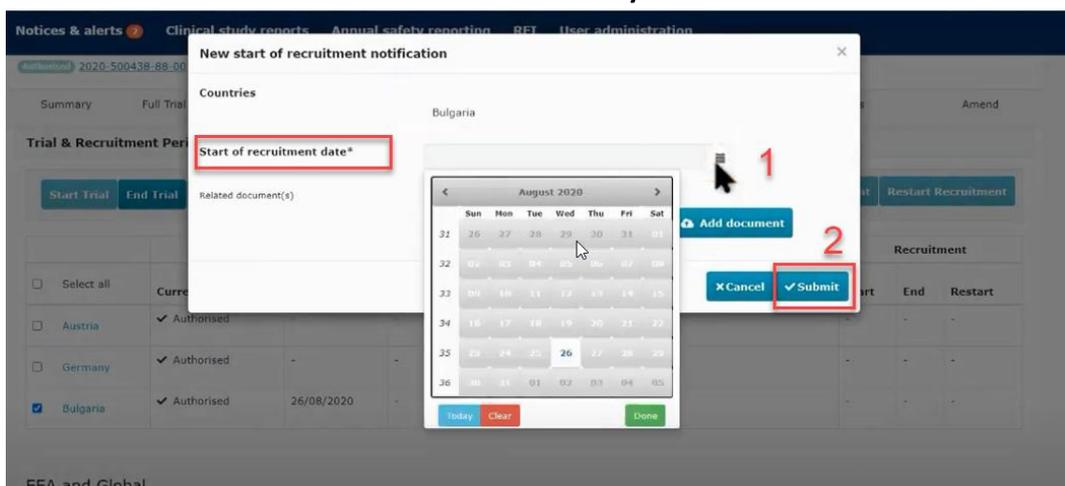 Notices & alerts 2 Clinical study reports Annual safety reporting RFI User administration
New start of recruitment notification ×
Authorised 2020-500438-88-00
Countries
Bulgaria
Summary Full Trial Amend
Trial & Recruitment Peri
Start of recruitment date* 1
Start Trial End Trial Related document(s) Restart Recruitment
< August 2020 >
Sun Mon Tue Wed Thu Fri Sat
31 26 27 28 29 30 31 01
Add document
2
32 02 03 04 05 06 07 08
Recruitment
33 09 10 11 12 13 14 15
Cancel Submit
Select all Curre End Restart
34 16 17 18 19 20 21 22
Austria Authorised - - - -
35 23 24 25 26 27 28 29
Germany Authorised - - - - -
36 30 31 01 02 03 04 05
Bulgaria Authorised 26/08/2020 - - - -
Today Clear Done
EEA and Global